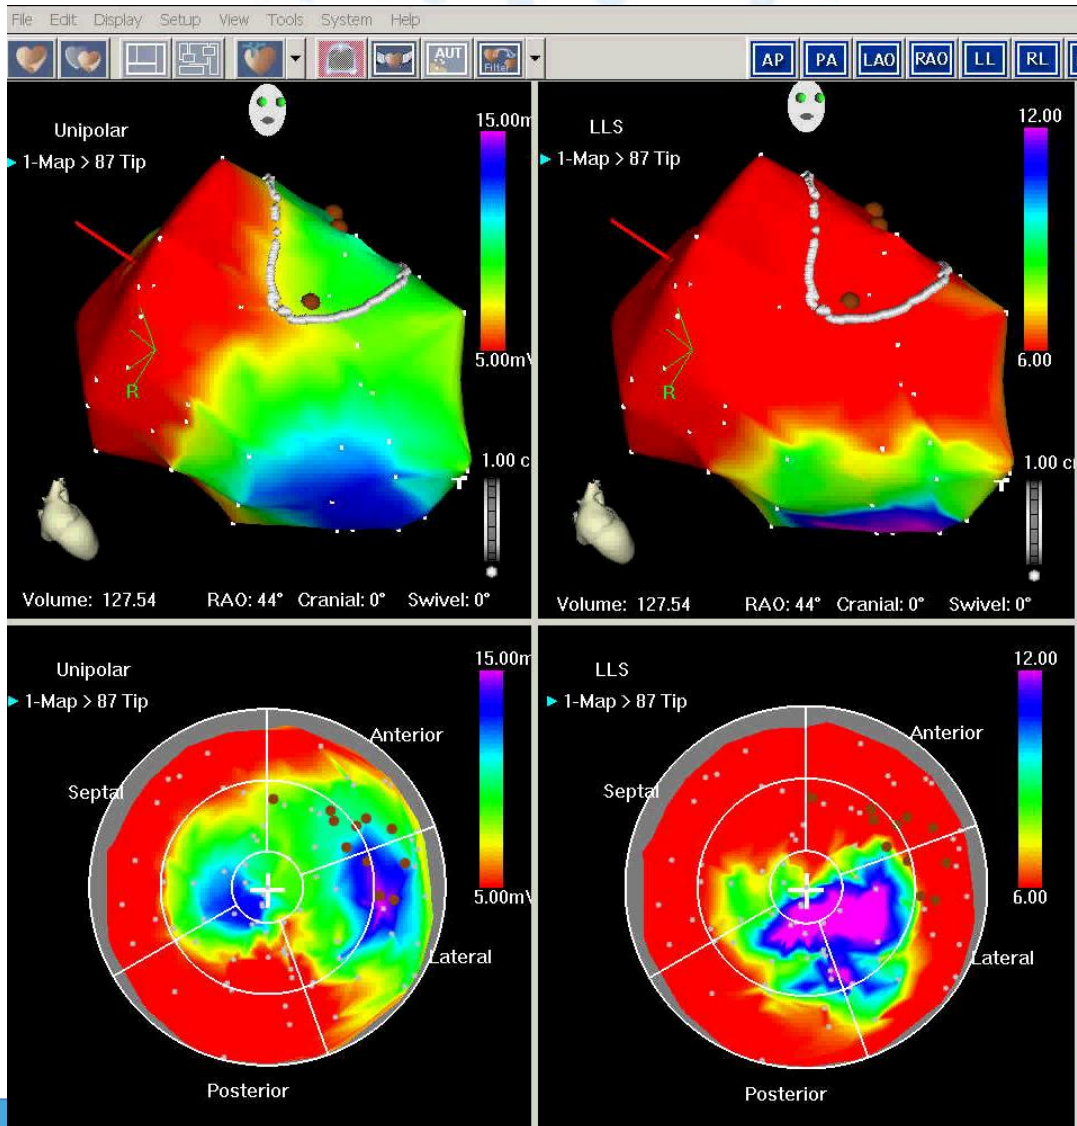 File Edit Display Setup View Tools System Help
AUT Filter AP PA LAO RAO LL RL
Unipolar
1-Map > 87 Tip
15.00m
5.00mV
R
1.00 c
Volume: 127.54 RAO: 44° Cranial: 0° Swivel: 0°
LLS
1-Map > 87 Tip
12.00
6.00
R
1.00 c
Volume: 127.54 RAO: 44° Cranial: 0° Swivel: 0°
Unipolar
1-Map > 87 Tip
15.00m
5.00mV
Anterior
Septal
Lateral
Posterior
LLS
1-Map > 87 Tip
12.00
6.00
Anterior
Septal
Lateral
Posterior